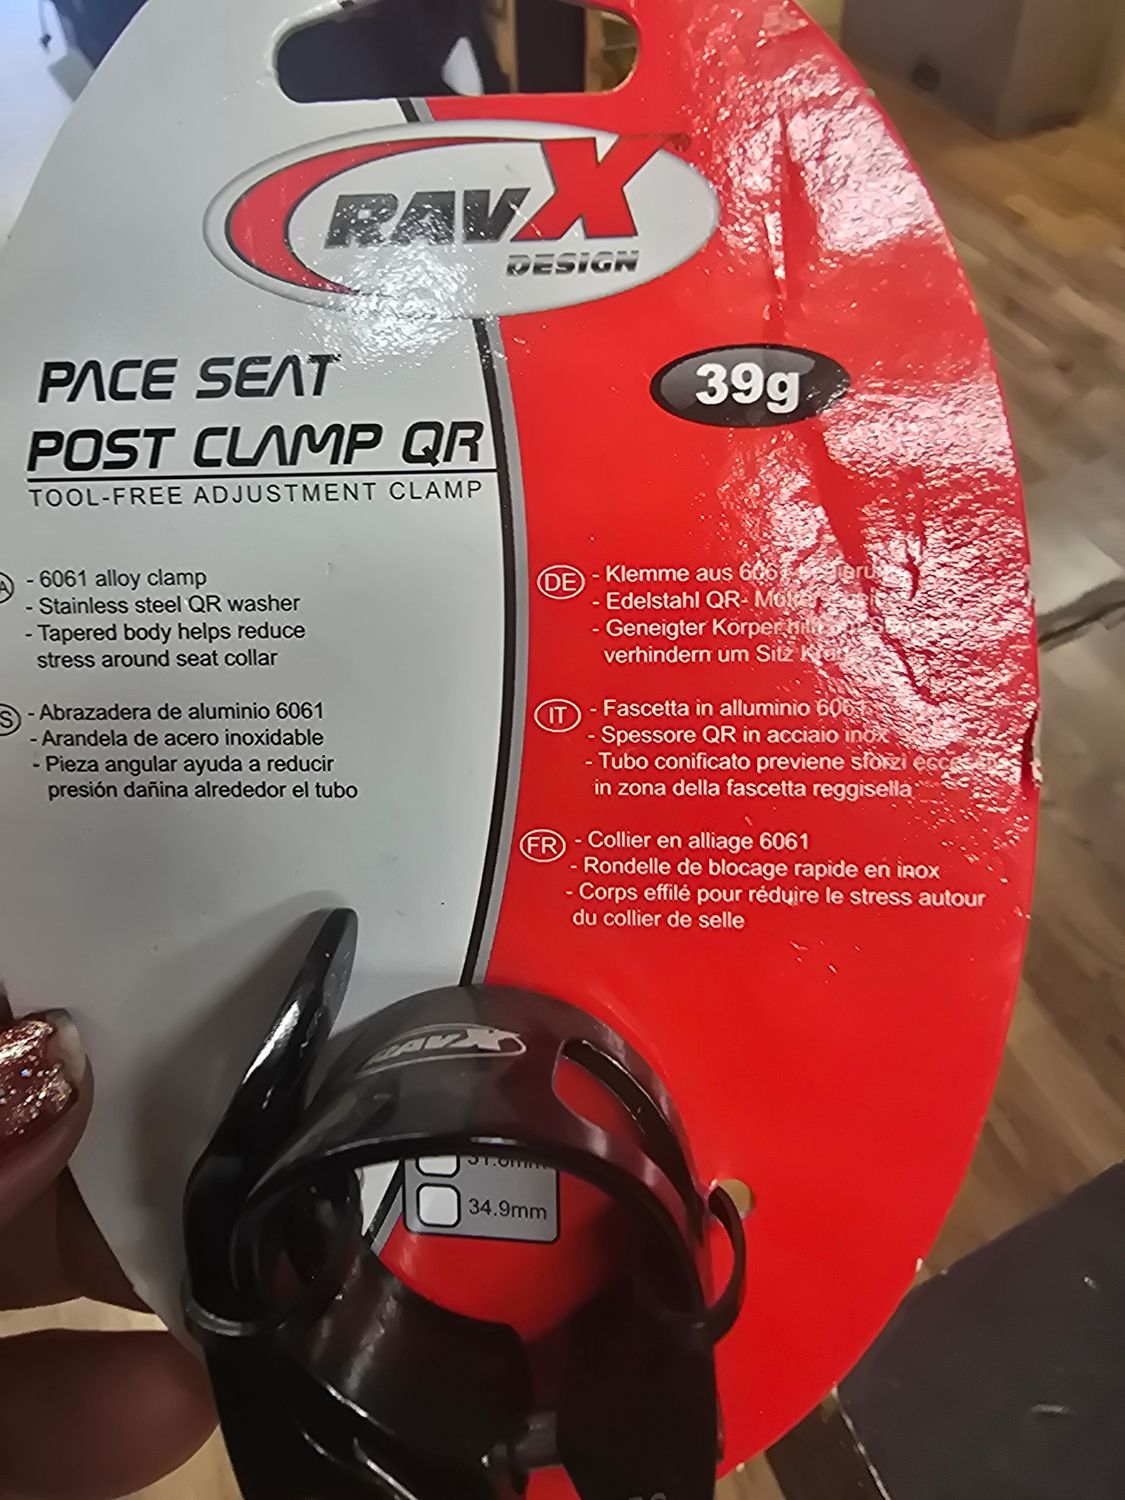 RAVX
DESIGN
PACE SEAT
39g
POST CLAMP QR
TOOL-FREE ADJUSTMENT CLAMP
- 6061 alloy clamp
- Stainless steel QR washer
- Tapered body helps reduce
stress around seat collar
- Abrazadera de aluminio 6061
- Arandela de acero inoxidable
- Pieza angular ayuda a reducir
presión dañina alrededor el tubo
DE - Klemme aus 6061
- Edelstahl QR-
- Geneigter Körper
verhindern um Sitz
IT - Fascetta in alluminio 6061
- Spessore QR in acciaio inox
- Tubo conificato previene sforzi
in zona della fascetta reggisella
FR - Collier en alliage 6061
- Rondelle de blocage rapide en inox
- Corps effilé pour réduire le stress autour
du collier de selle
RAVX
31.8mm
34.9mm